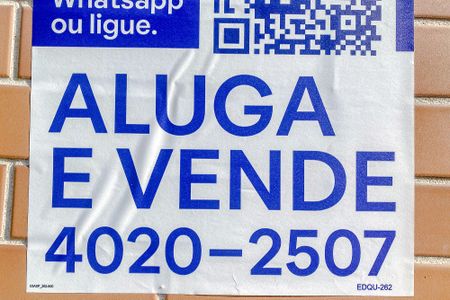 Whatsapp
ou ligue.
ALUGA
E VENDE
4020-2507
EDQU-262